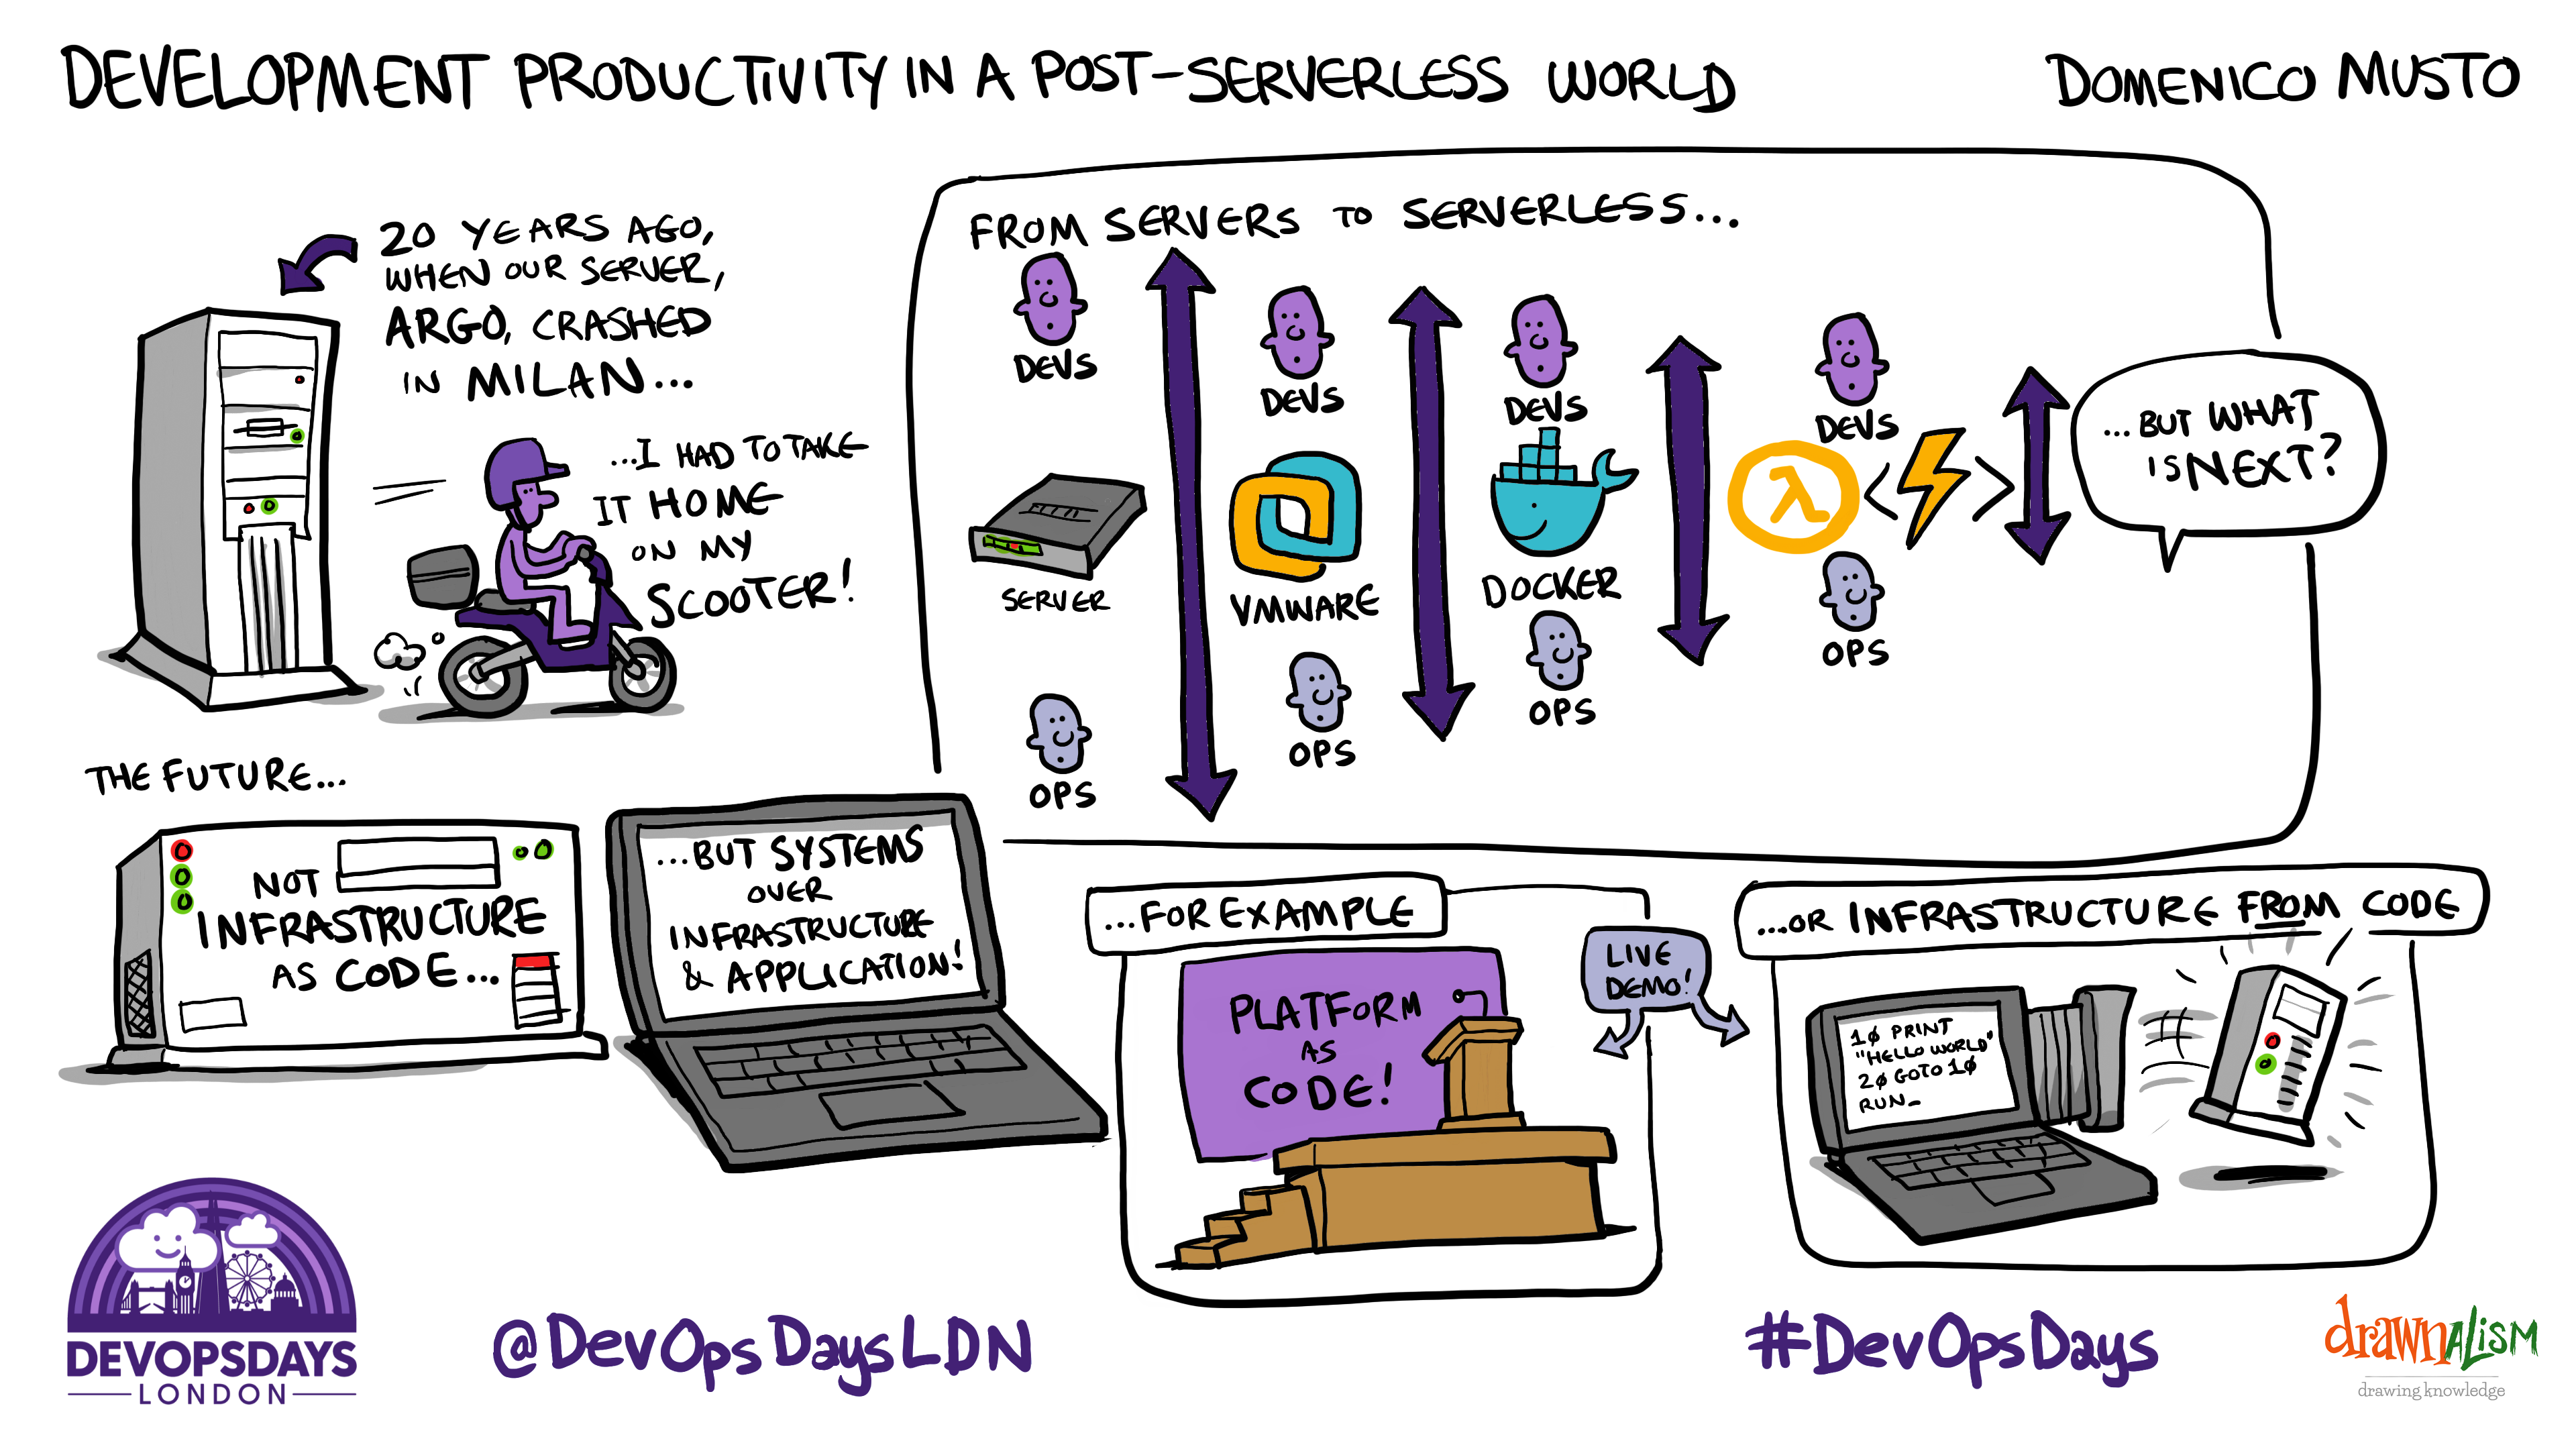 DEVELOPMENT PRODUCTIVITY IN A POST-SERVERLESS WORLD
DOMENICO MUSTO
20 YEARS AGO,
WHEN OUR SERVER,
ARGO, CRASHED
IN MILAN...
...I HAD TO TAKE
IT HOME
ON MY
SCOOTER!
FROM SERVERS TO SERVERLESS...
DEVS
SERVER
OPS
DEVS
VMWARE
OPS
DEVS
DOCKER
OPS
DEVS
λ
OPS
...BUT WHAT
IS NEXT?
THE FUTURE...
NOT
INFRASTRUCTURE
AS CODE...
...BUT SYSTEMS
OVER
INFRASTRUCTURE
& APPLICATION!
...FOR EXAMPLE
PLATFORM
AS
CODE!
LIVE
DEMO!
...OR INFRASTRUCTURE FROM CODE
10 PRINT
"HELLO WORLD"
20 GOTO 10
RUN_
DEVOPSDAYS
LONDON
@DevOpsDaysLDN
#DevOpsDays
drawnalism
drawing knowledge